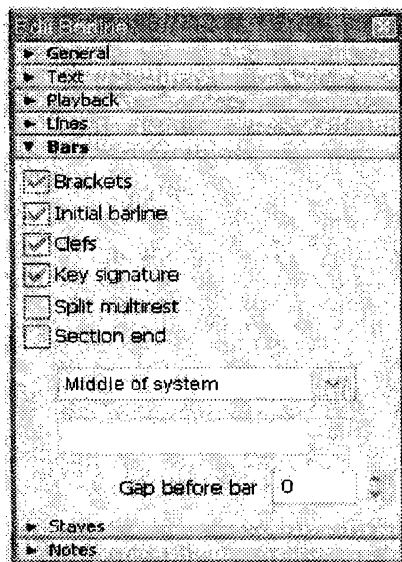 Edit Barline
General
Text
Playback
Lines
Bars
Brackets
Initial barline
Clefs
Key signature
Split multirest
Section end
Middle of system
Gap before bar 0
Staves
Notes